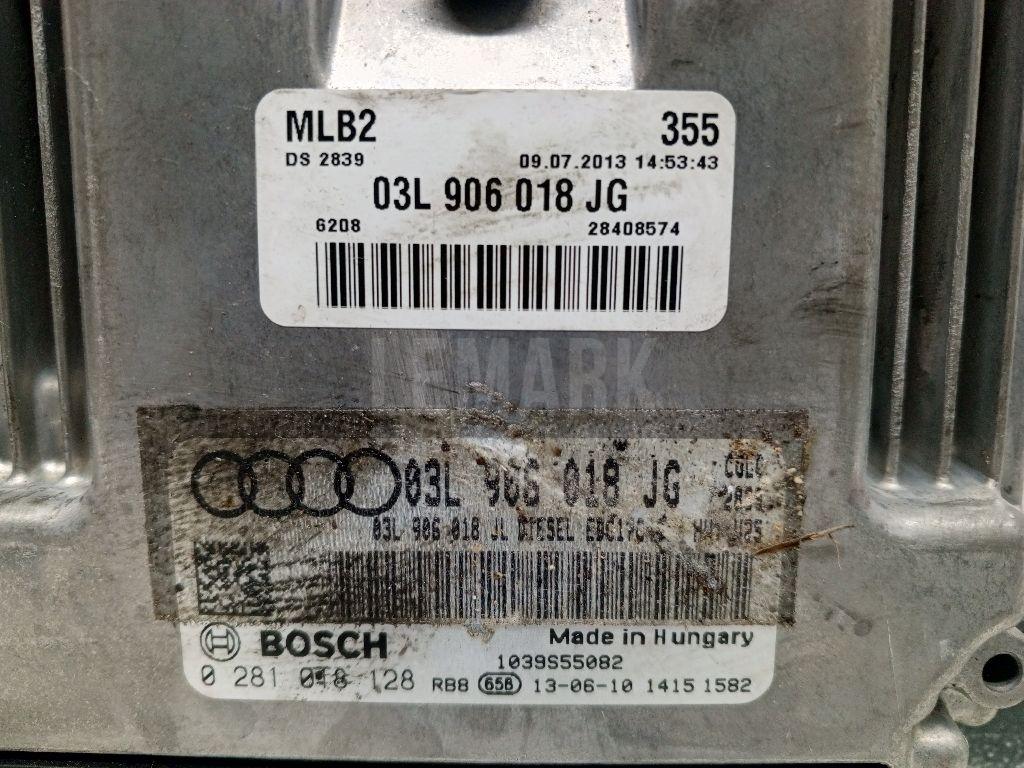 MLB2 355
DS 2839 09.07.2013 14:53:43
03L 906 018 JG
6208 28408574
LEMARK
03L 906 018 JG
03L 906 018 JL DIESEL
BOSCH Made in Hungary
1039S55082
0 281 018 128 RB8 656 13-06-10 1415 1582